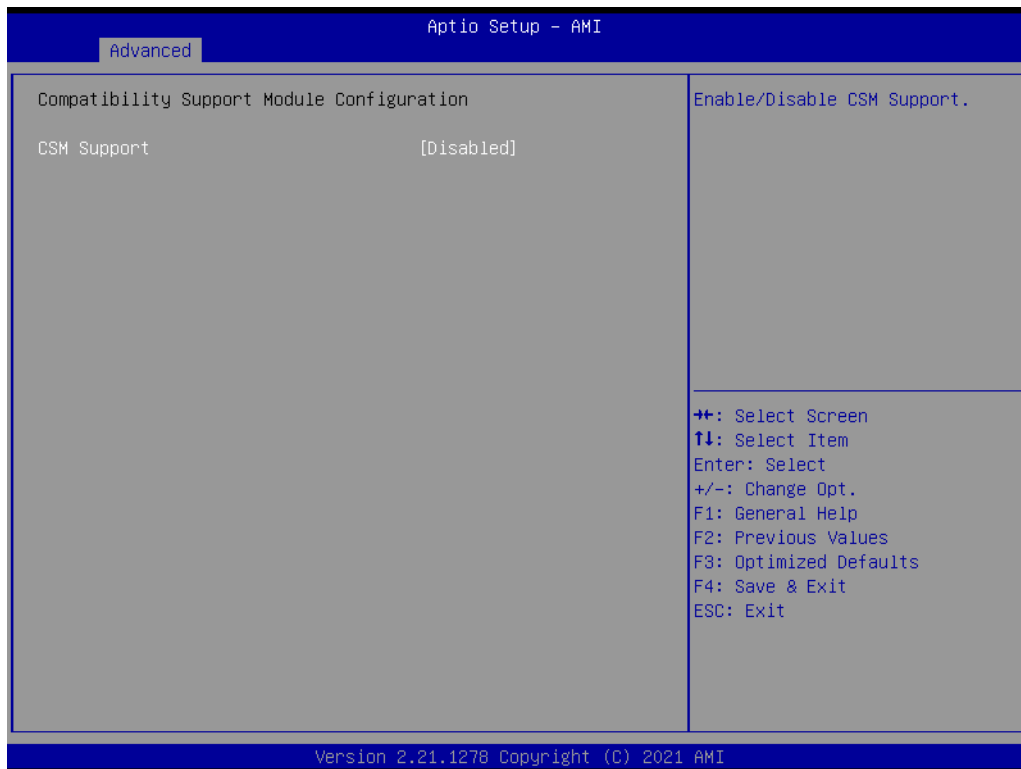 Aptio Setup – AMI
Advanced
Compatibility Support Module Configuration
CSM Support [Disabled]
Enable/Disable CSM Support.
→←: Select Screen
↑↓: Select Item
Enter: Select
+/-: Change Opt.
F1: General Help
F2: Previous Values
F3: Optimized Defaults
F4: Save & Exit
ESC: Exit
Version 2.21.1278 Copyright (C) 2021 AMI